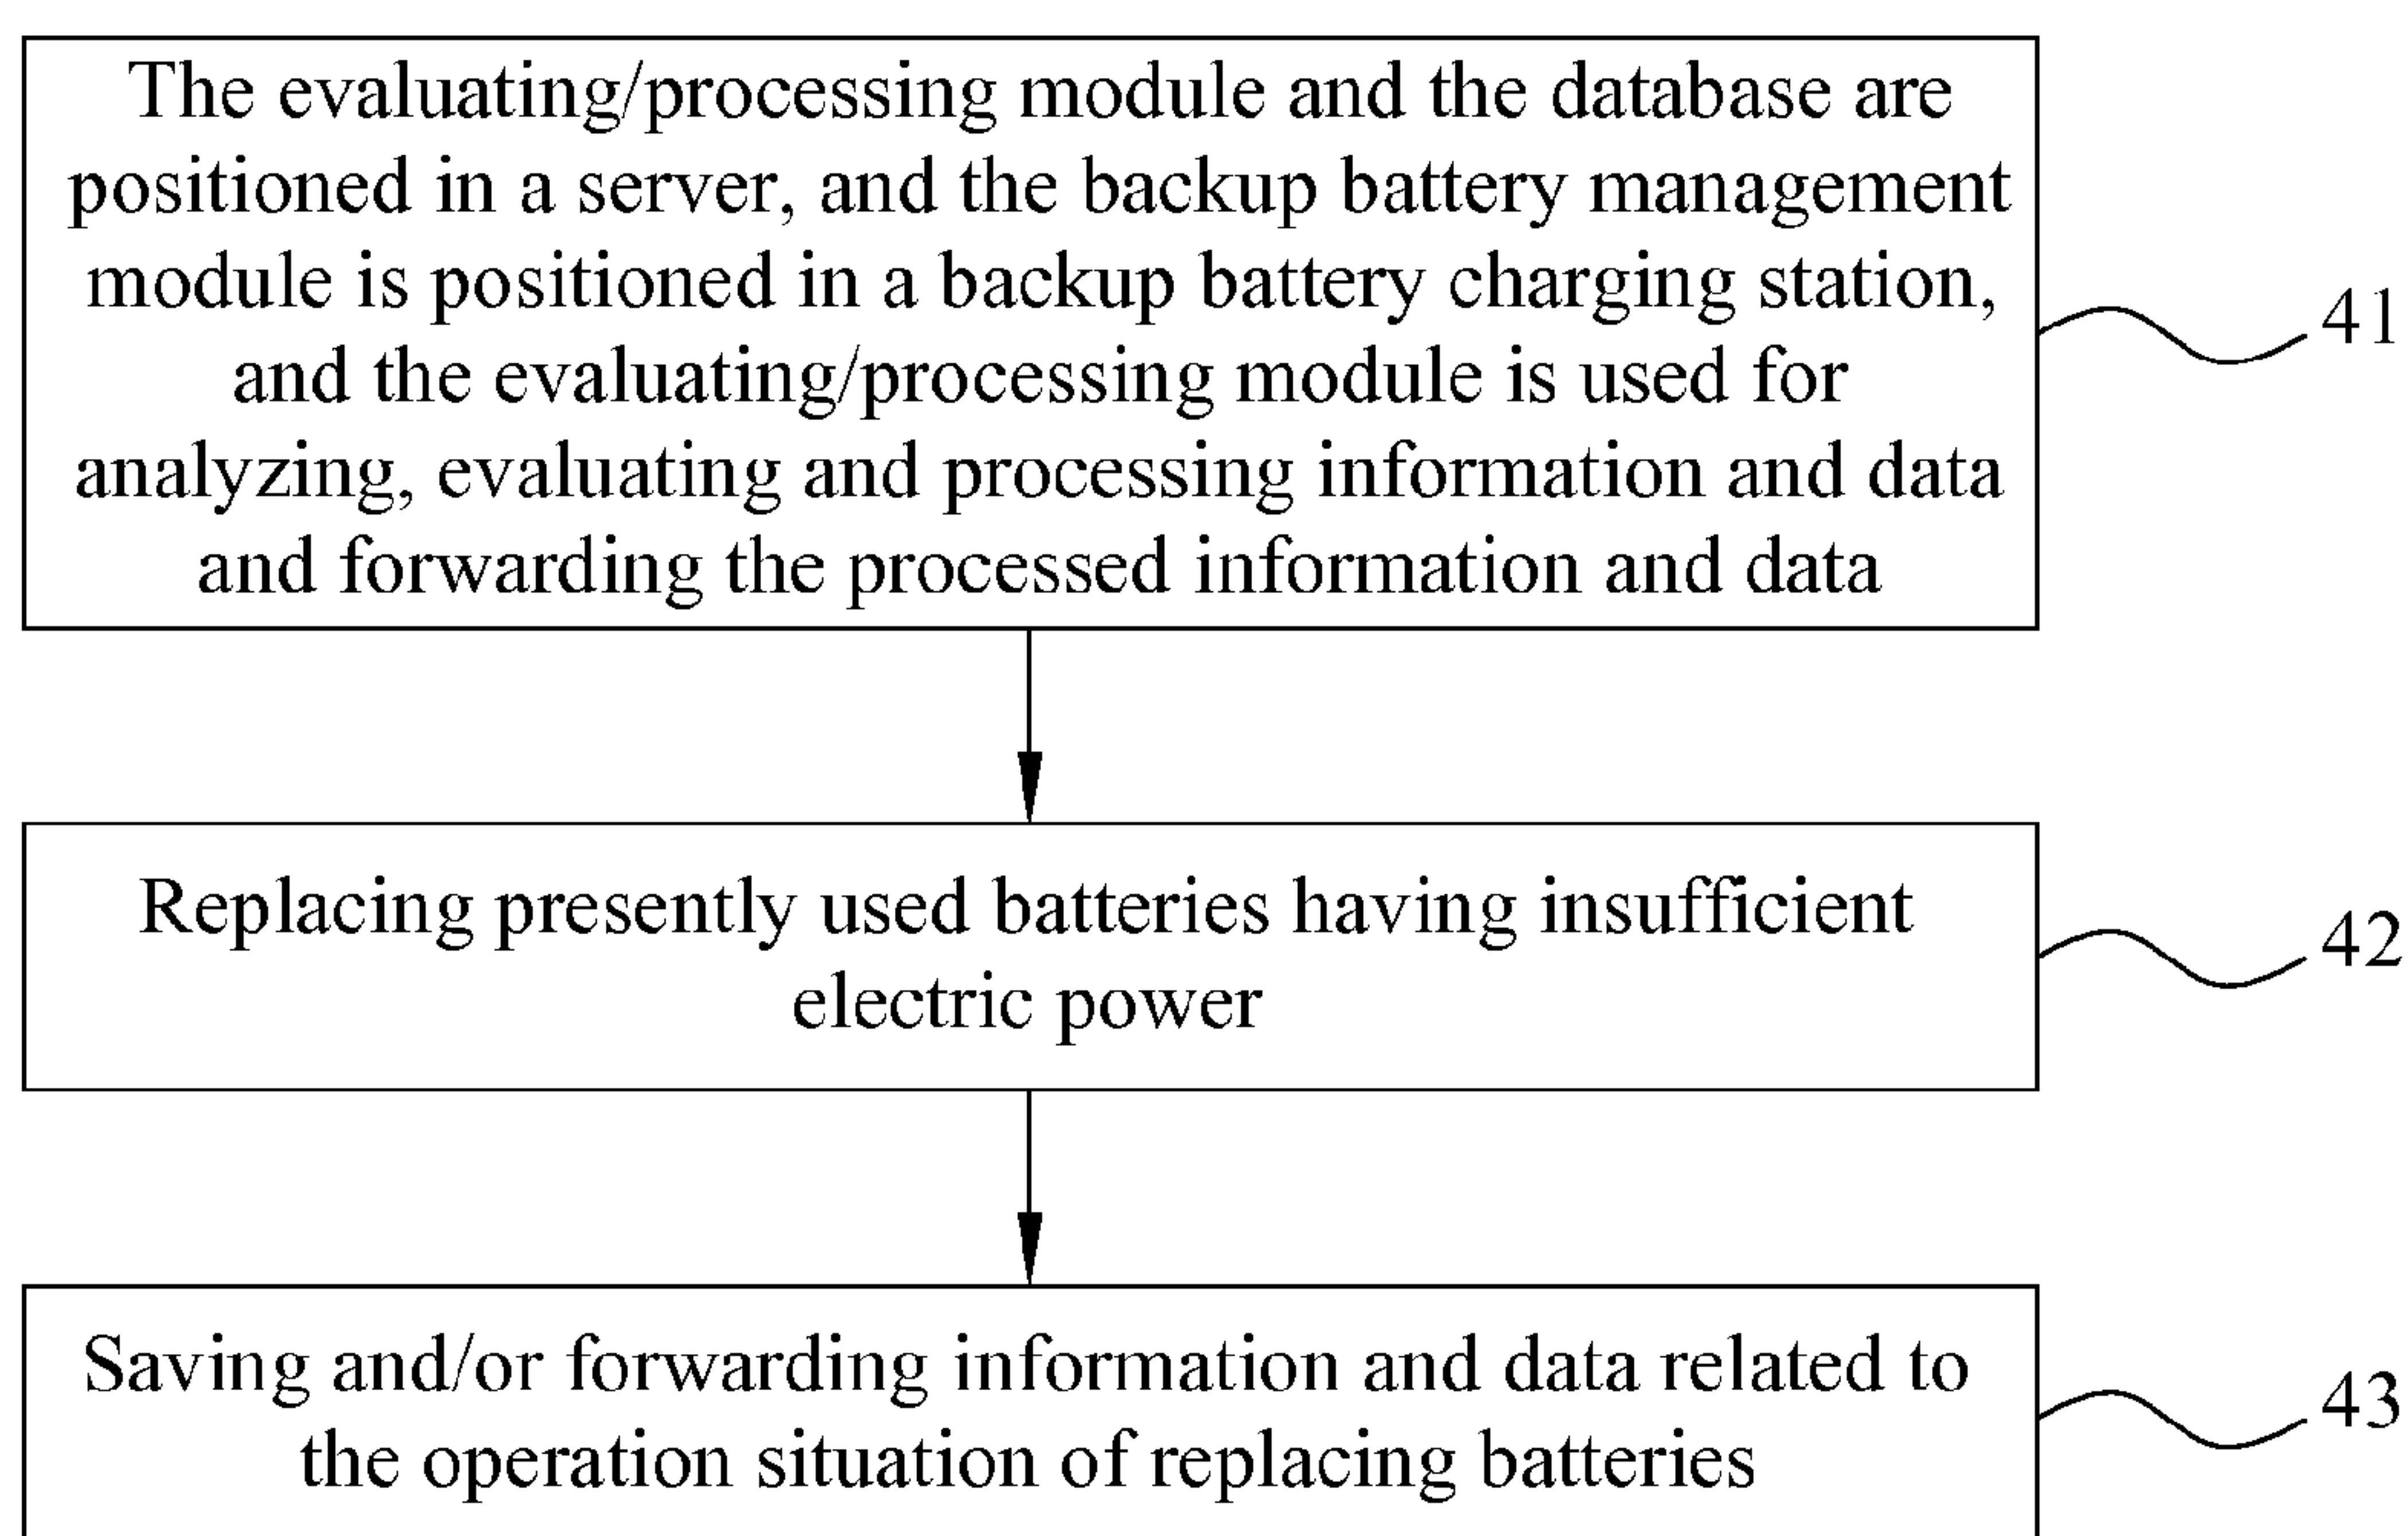 The evaluating/processing module and the database are
positioned in a server, and the backup battery management
module is positioned in a backup battery charging station,
and the evaluating/processing module is used for
analyzing, evaluating and processing information and data
and forwarding the processed information and data
41
Replacing presently used batteries having insufficient
electric power
42
Saving and/or forwarding information and data related to
the operation situation of replacing batteries
43